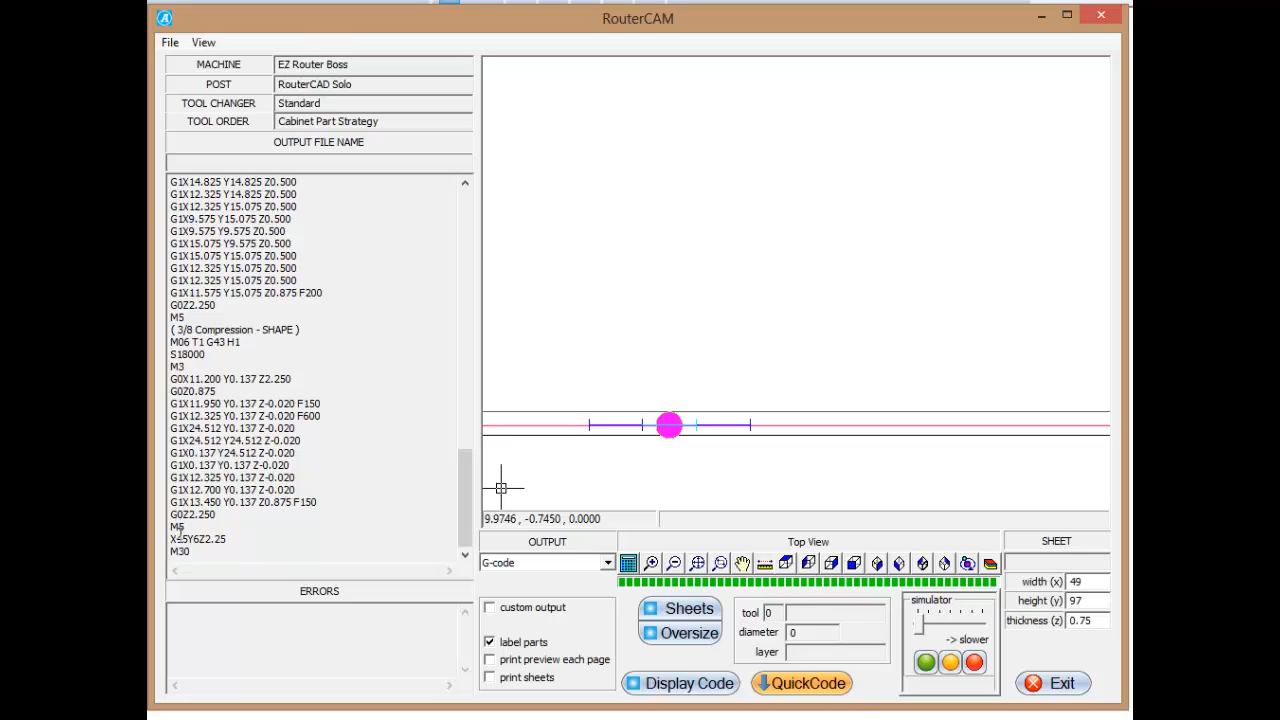 RouterCAM
File View
MACHINE EZ Router Boss
POST RouterCAD Solo
TOOL CHANGER Standard
TOOL ORDER Cabinet Part Strategy
OUTPUT FILE NAME
G1X14.825 Y14.825 Z0.500
G1X12.325 Y14.825 Z0.500
G1X12.325 Y15.075 Z0.500
G1X9.575 Y15.075 Z0.500
G1X9.575 Y9.575 Z0.500
G1X15.075 Y9.575 Z0.500
G1X15.075 Y15.075 Z0.500
G1X12.325 Y15.075 Z0.500
G1X12.325 Y15.075 Z0.500
G1X11.575 Y15.075 Z0.875 F200
G0Z2.250
M5
( 3/8 Compression - SHAPE )
M06 T1 G43 H1
S18000
M3
G0X11.200 Y0.137 Z2.250
G0Z0.875
G1X11.950 Y0.137 Z-0.020 F150
G1X12.325 Y0.137 Z-0.020 F600
G1X24.512 Y0.137 Z-0.020
G1X24.512 Y24.512 Z-0.020
G1X0.137 Y24.512 Z-0.020
G1X0.137 Y0.137 Z-0.020
G1X12.325 Y0.137 Z-0.020
G1X12.700 Y0.137 Z-0.020
G1X13.450 Y0.137 Z0.875 F150
G0Z2.250
M5
X25Y6Z2.25
M30
ERRORS
9.9746 , -0.7450, 0.0000
OUTPUT
G-code
Top View
SHEET
width (x) 49
height (y) 97
thickness (z) 0.75
custom output
label parts
print preview each page
print sheets
Sheets
Oversize
tool 0
diameter 0
layer
simulator
-> slower
Display Code
QuickCode
Exit